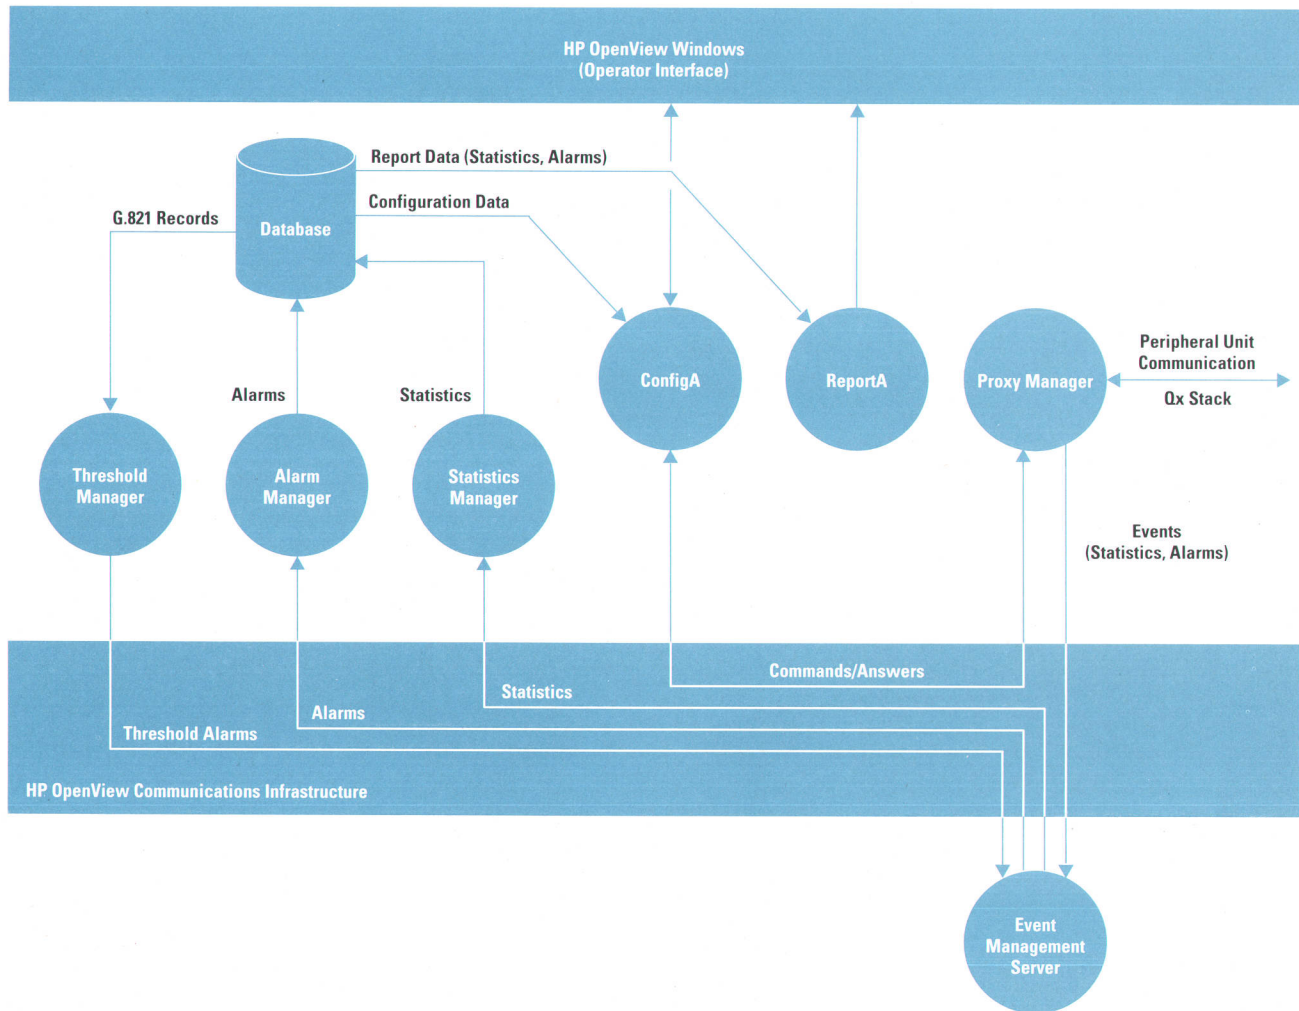 HP OpenView Windows
(Operator Interface)
Report Data (Statistics, Alarms)
Configuration Data
G.821 Records
Database
Alarms
Statistics
ConfigA
ReportA
Proxy Manager
Peripheral Unit
Communication
Qx Stack
Threshold
Manager
Alarm
Manager
Statistics
Manager
Events
(Statistics, Alarms)
Commands/Answers
Statistics
Alarms
Threshold Alarms
HP OpenView Communications Infrastructure
Event
Management
Server